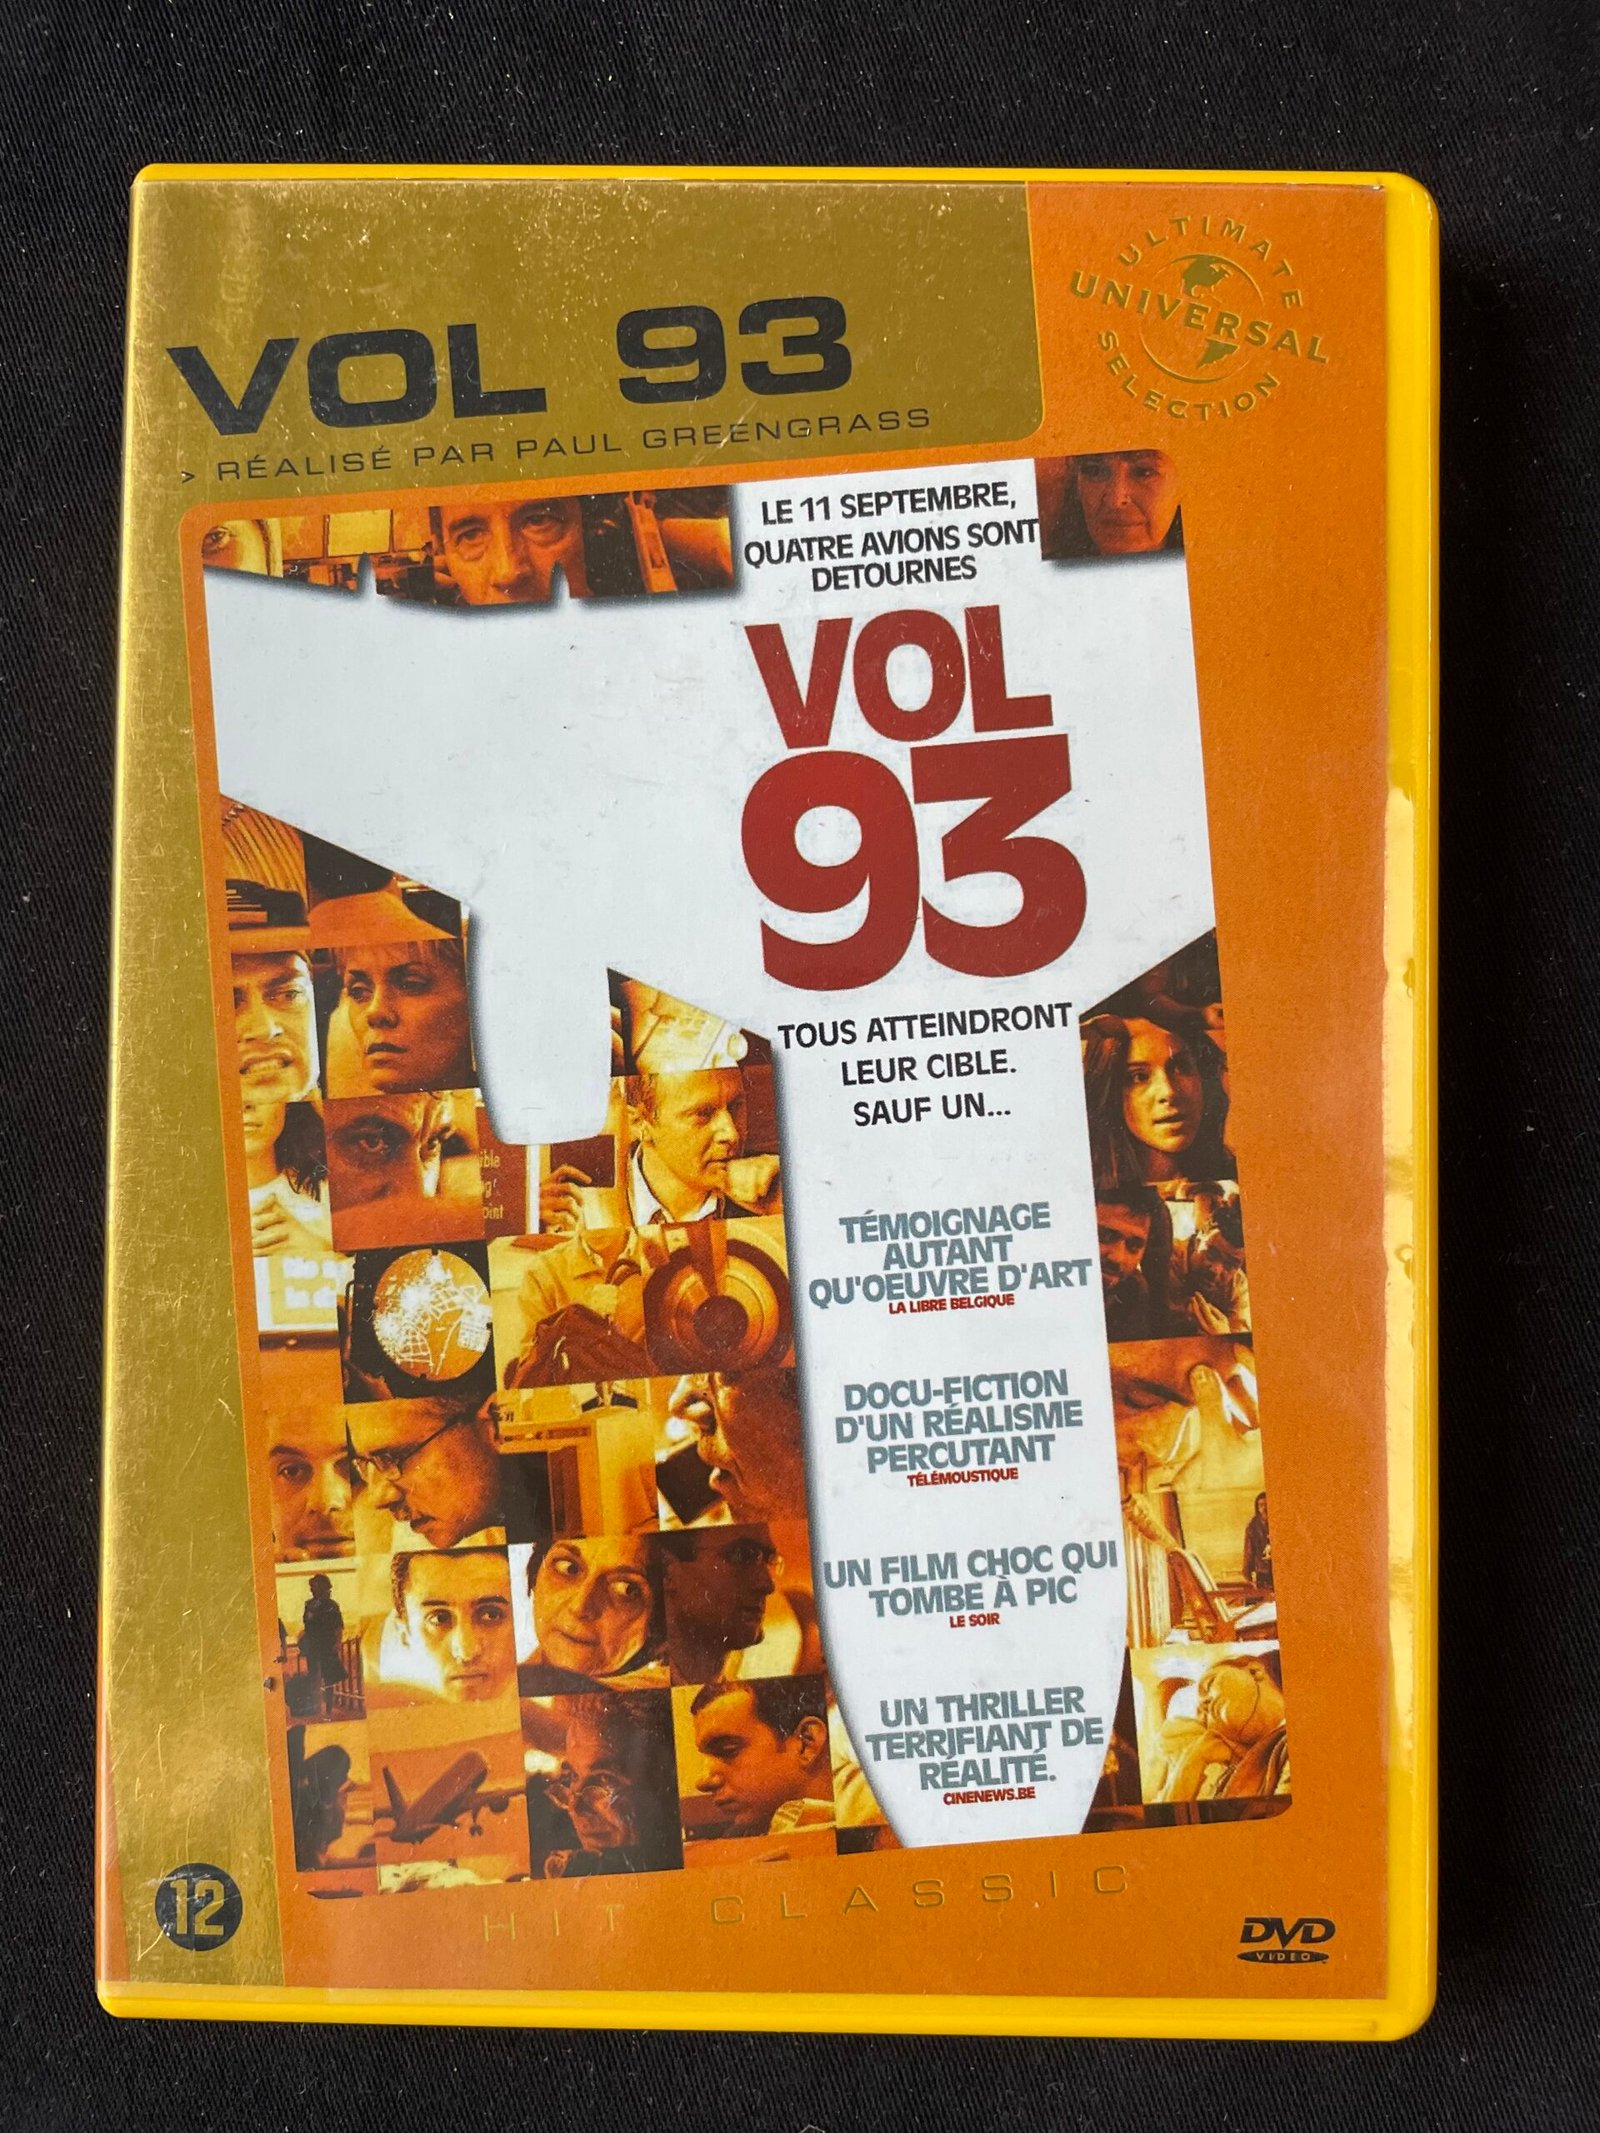 ULTIMATE
UNIVERSAL
SELECTION
VOL 93
> RÉALISÉ PAR PAUL GREENGRASS
LE 11 SEPTEMBRE,
QUATRE AVIONS SONT
DETOURNES
VOL
93
TOUS ATTEINDRONT
LEUR CIBLE.
SAUF UN...
TÉMOIGNAGE
AUTANT
QU'OEUVRE D'ART
LA LIBRE BELGIQUE
DOCU-FICTION
D'UN RÉALISME
PERCUTANT
TÉLÉMOUSTIQUE
UN FILM CHOC QUI
TOMBE À PIC
LE SOIR
UN THRILLER
TERRIFIANT DE
RÉALITÉ.
CINENEWS.BE
12
HIT CLASSIC
DVD
VIDEO